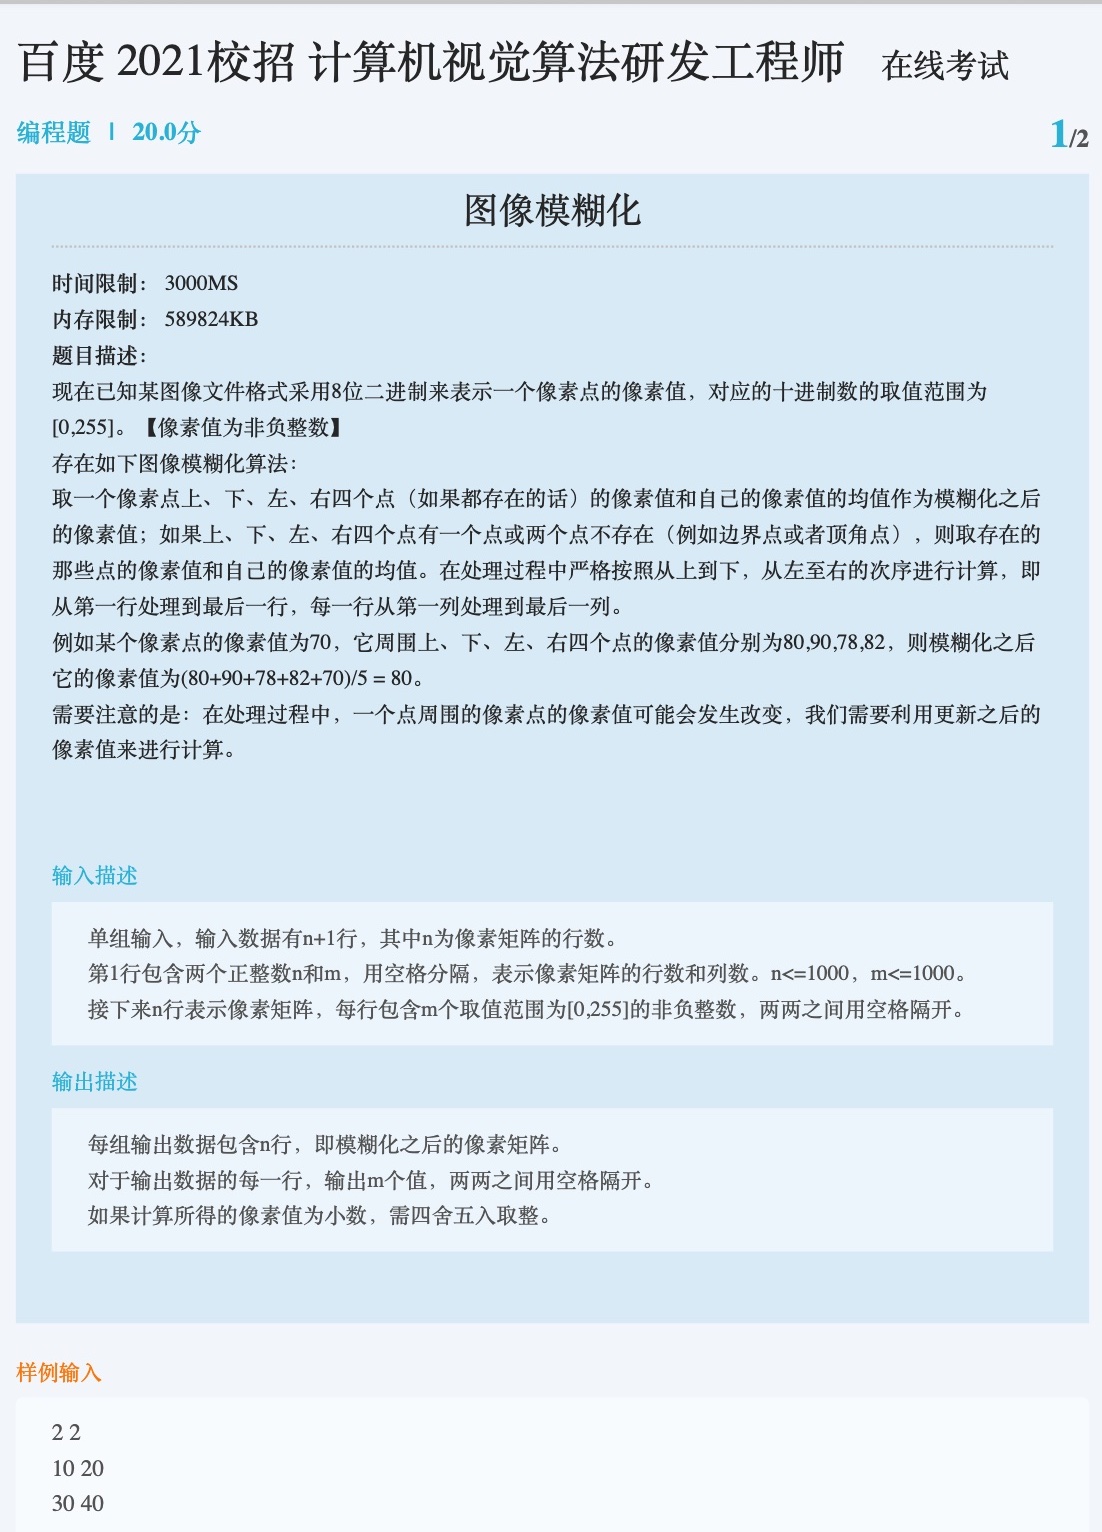 百度 2021校招 计算机视觉算法研发工程师 在线考试
编程题 | 20.0分
1/2
图像模糊化
时间限制： 3000MS
内存限制： 589824KB
题目描述：
现在已知某图像文件格式采用8位二进制来表示一个像素点的像素值，对应的十进制数的取值范围为
[0,255]。【像素值为非负整数】
存在如下图像模糊化算法：
取一个像素点上、下、左、右四个点（如果都存在的话）的像素值和自己的像素值的均值作为模糊化之后
的像素值；如果上、下、左、右四个点有一个点或两个点不存在（例如边界点或者顶角点），则取存在的
那些点的像素值和自己的像素值的均值。在处理过程中严格按照从上到下，从左至右的次序进行计算，即
从第一行处理到最后一行，每一行从第一列处理到最后一列。
例如某个像素点的像素值为70，它周围上、下、左、右四个点的像素值分别为80,90,78,82，则模糊化之后
它的像素值为(80+90+78+82+70)/5 = 80。
需要注意的是：在处理过程中，一个点周围的像素点的像素值可能会发生改变，我们需要利用更新之后的
像素值来进行计算。
输入描述
单组输入，输入数据有n+1行，其中n为像素矩阵的行数。
第1行包含两个正整数n和m，用空格分隔，表示像素矩阵的行数和列数。n<=1000，m<=1000。
接下来n行表示像素矩阵，每行包含m个取值范围为[0,255]的非负整数，两两之间用空格隔开。
输出描述
每组输出数据包含n行，即模糊化之后的像素矩阵。
对于输出数据的每一行，输出m个值，两两之间用空格隔开。
如果计算所得的像素值为小数，需四舍五入取整。
样例输入
2 2
10 20
30 40